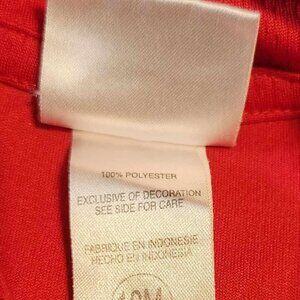 100% POLYESTER
EXCLUSIVE OF DECORATION
SEE SIDE FOR CARE
FABRIQUE EN INDONESIE
HECHO EN INDONESIA